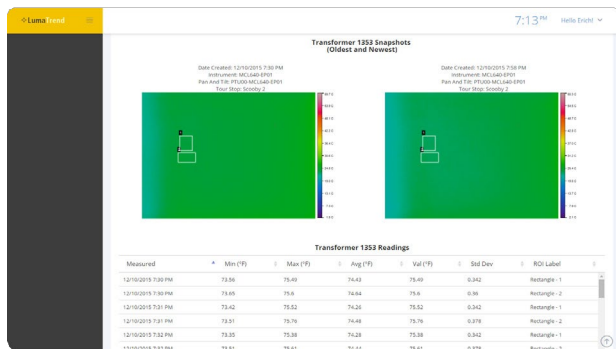 LumaTrend
7:13 PM
Hello Erich!
Transformer 1353 Snapshots
(Oldest and Newest)
Date Created: 12/10/2015 7:30 PM
Instrument: MCL640-EP01
Pan And Tilt: PTU00-MCL640-EP01
Tour Stop: Scooby 2
Date Created: 12/10/2015 7:58 PM
Instrument: MCL640-EP01
Pan And Tilt: PTU00-MCL640-EP01
Tour Stop: Scooby 2
Transformer 1353 Readings
Measured Min (°F) Max (°F) Avg (°F) Val (°F) Std Dev ROI Label
12/10/2015 7:30 PM 73.56 75.49 74.43 75.49 0.342 Rectangle - 1
12/10/2015 7:30 PM 73.65 75.6 74.64 75.6 0.36 Rectangle - 2
12/10/2015 7:31 PM 73.42 75.52 74.26 75.52 0.342 Rectangle - 1
12/10/2015 7:31 PM 73.51 75.76 74.48 75.76 0.378 Rectangle - 2
12/10/2015 7:32 PM 73.35 75.38 74.28 75.38 0.342 Rectangle - 1